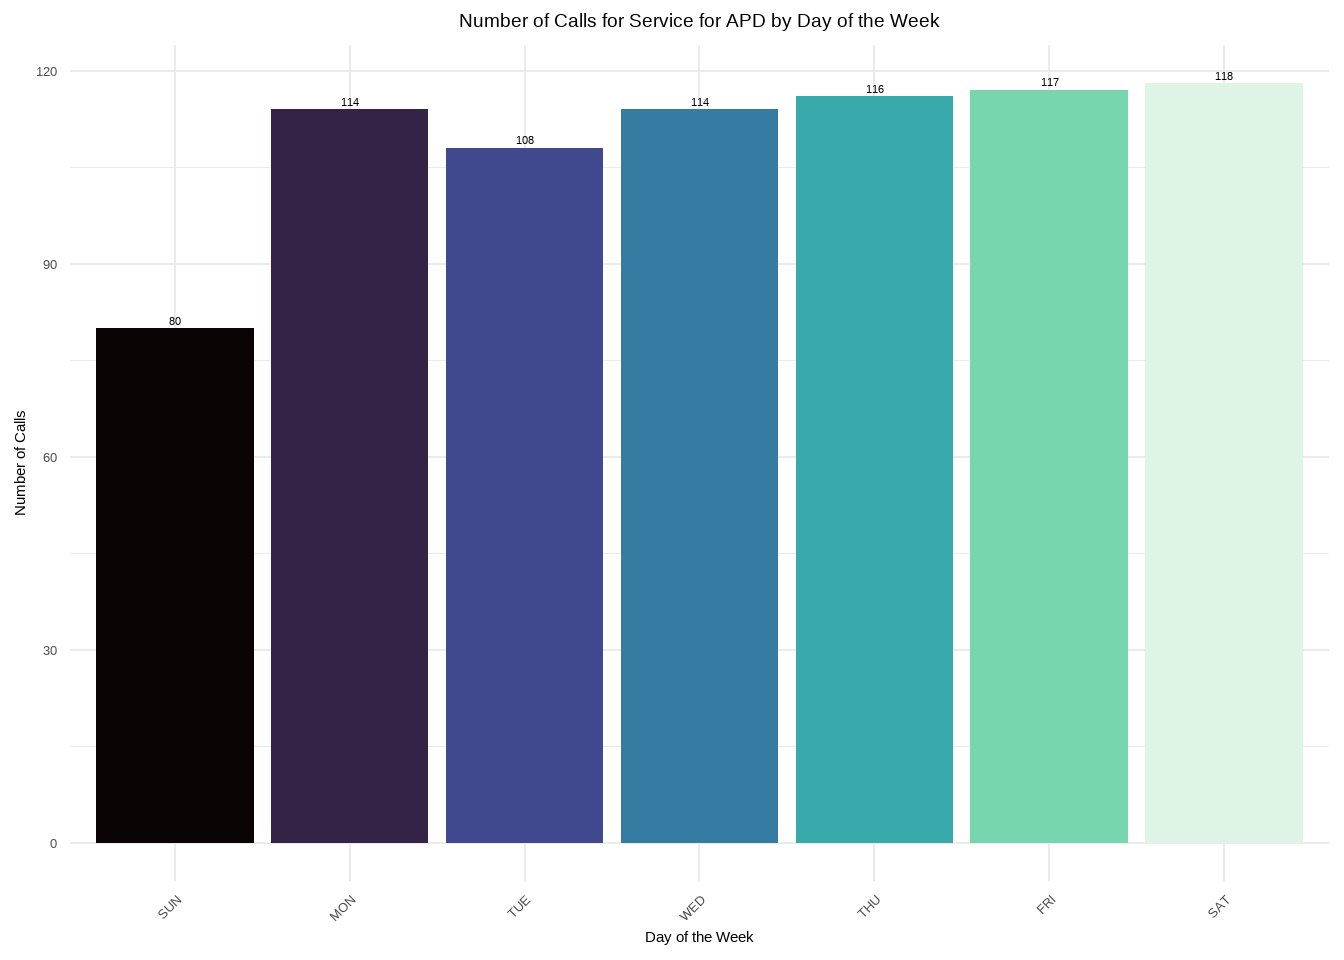 Number of Calls for Service for APD by Day of the Week
120
90
60
30
0
Number of Calls
80
114
108
114
116
117
118
SUN
MON
TUE
WED
THU
FRI
SAT
Day of the Week